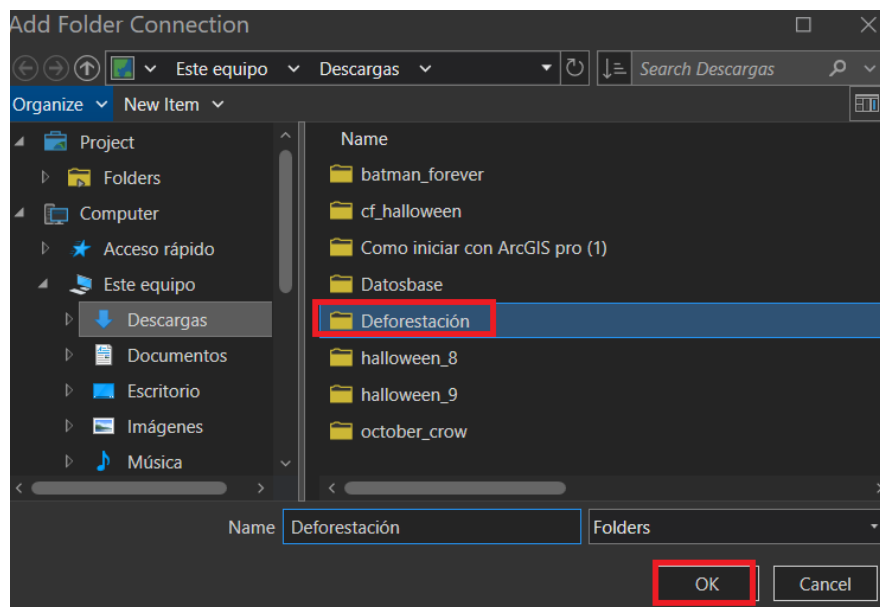 Add Folder Connection
Este equipo Descargas Search Descargas
Organize New Item
Project
Folders
Computer
Acceso rápido
Este equipo
Descargas
Documentos
Escritorio
Imágenes
Música
Name
batman_forever
cf_halloween
Como iniciar con ArcGIS pro (1)
Datosbase
Deforestación
halloween_8
halloween_9
october_crow
Name Deforestación Folders
OK Cancel